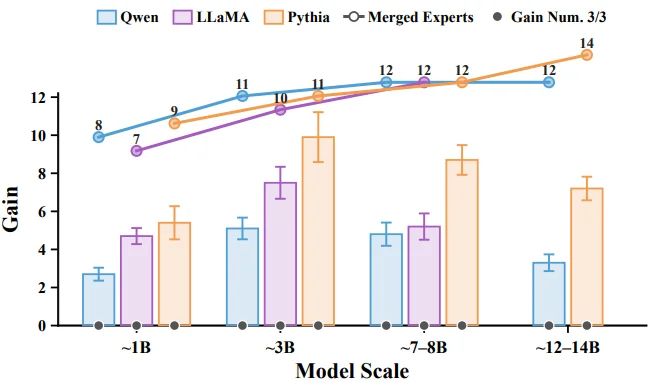 Qwen LLaMA Pythia Merged Experts Gain Num. 3/3
14
12 12 12 12
11 11
10
9
8
7
12
10
8
6
4
2
0
Gain
~1B ~3B ~7–8B ~12–14B
Model Scale